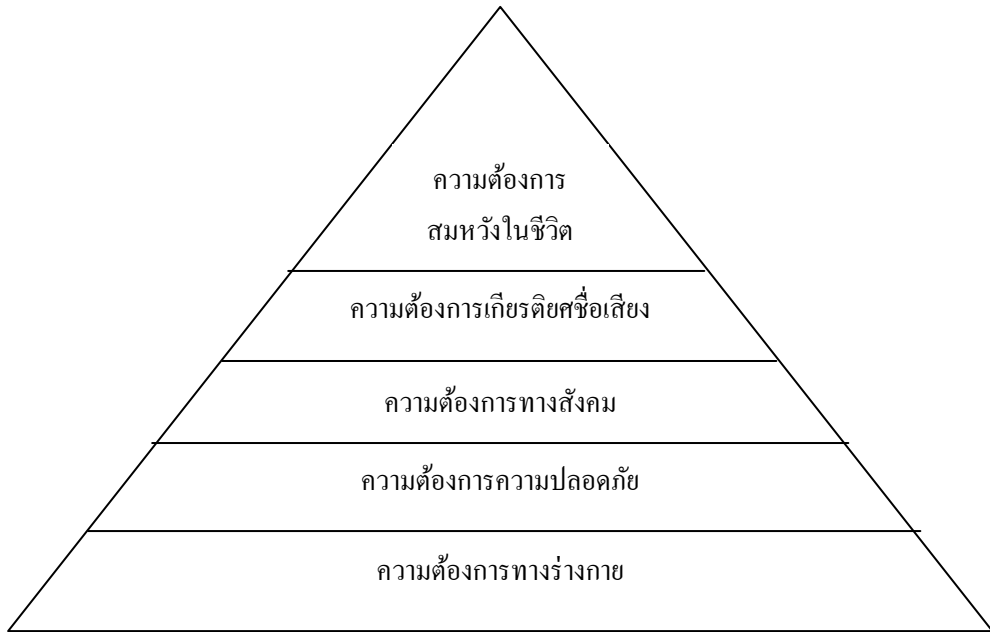 ความต้องการ
สมหวังในชีวิต
ความต้องการเกียรติยศชื่อเสียง
ความต้องการทางสังคม
ความต้องการความปลอดภัย
ความต้องการทางร่างกาย